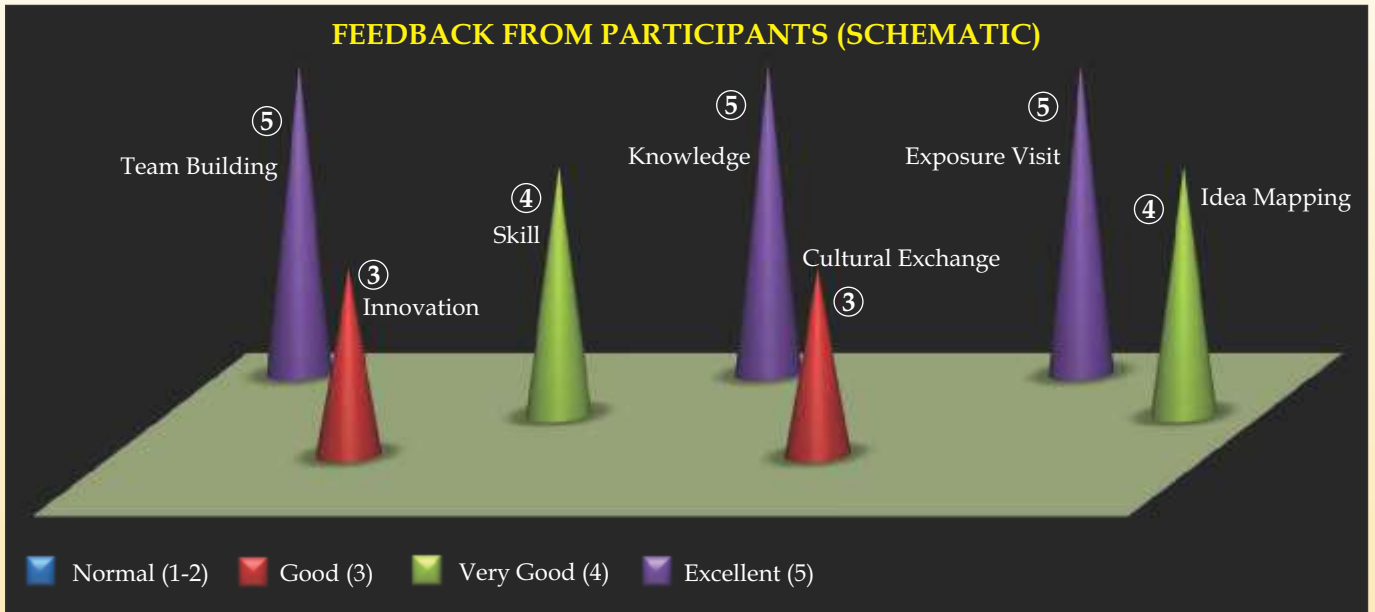 FEEDBACK FROM PARTICIPANTS (SCHEMATIC)
5
Team Building
3
Innovation
4
Skill
5
Knowledge
Cultural Exchange
3
5
Exposure Visit
4
Idea Mapping
Normal (1-2) Good (3) Very Good (4) Excellent (5)